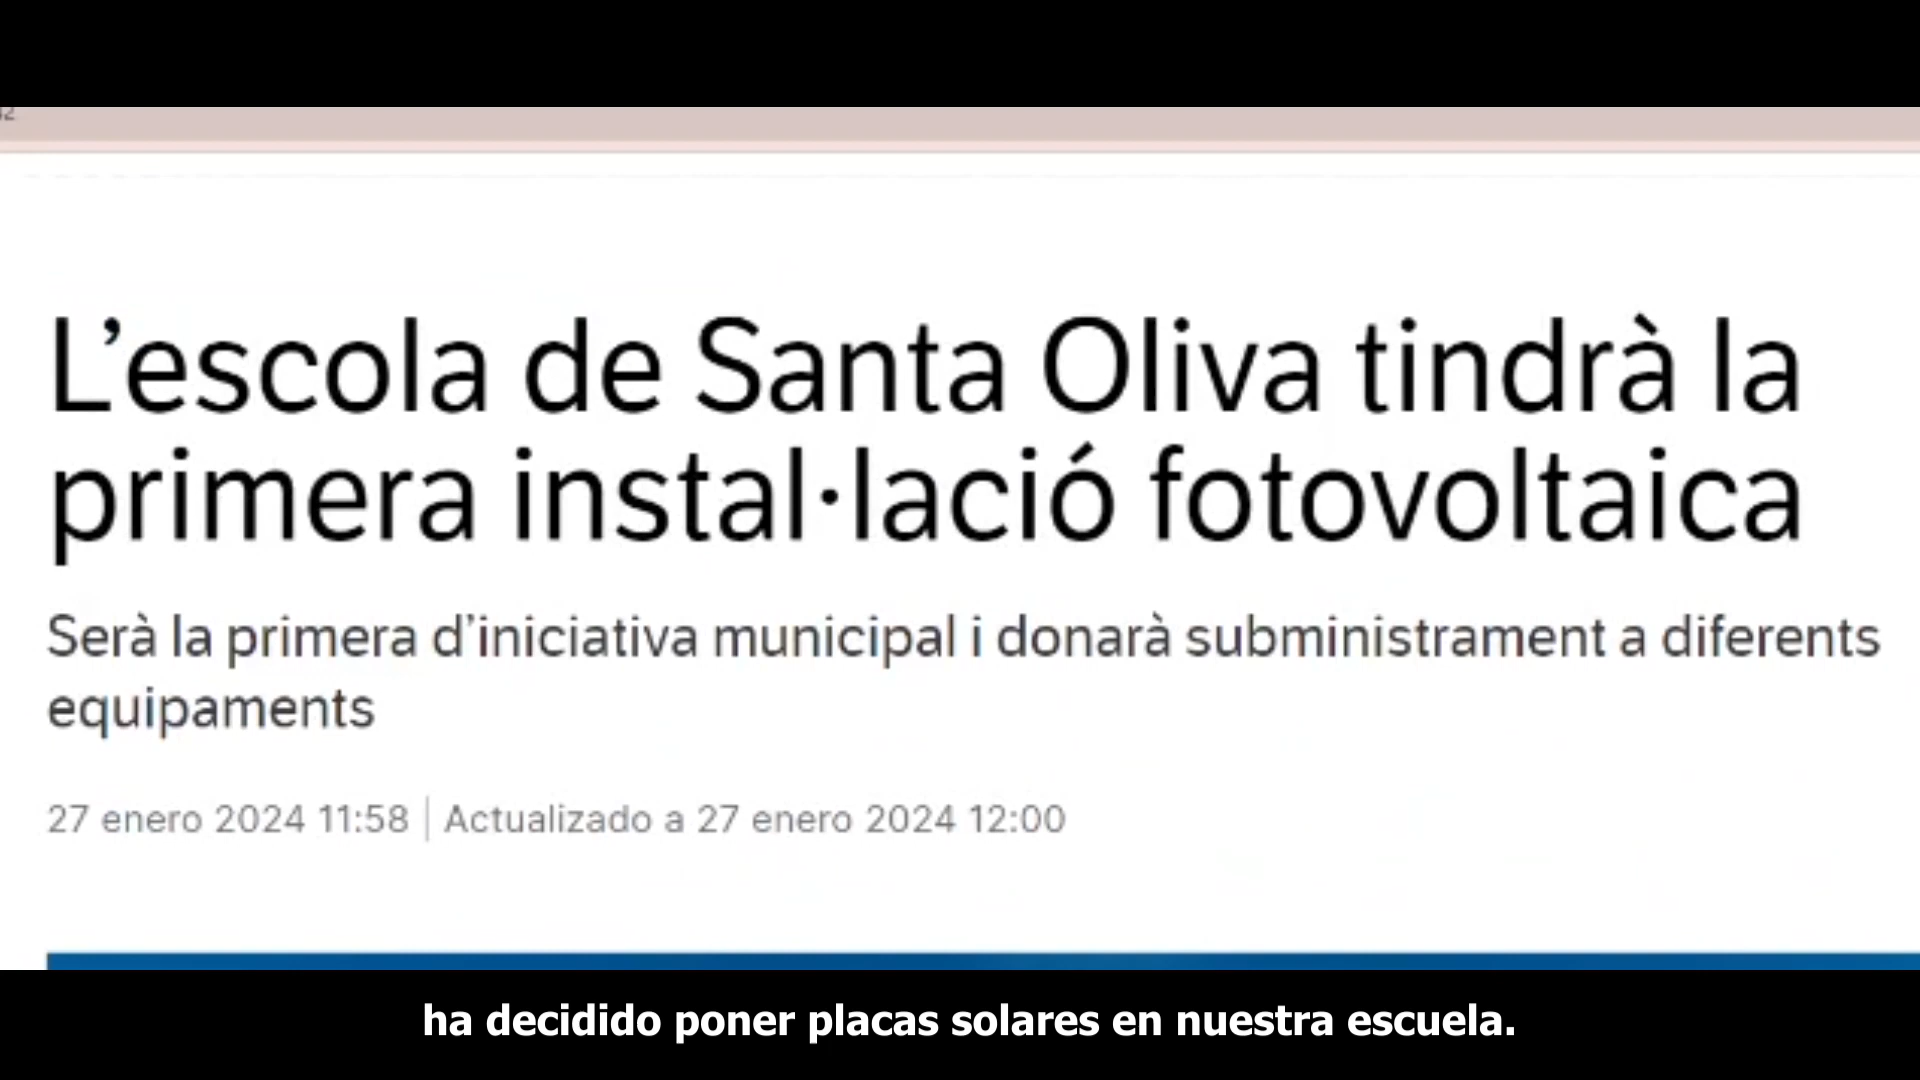 L’escola de Santa Oliva tindrà la
primera instal·lació fotovoltaica
Serà la primera d’iniciativa municipal i donarà subministrament a diferents
equipaments
27 enero 2024 11:58 | Actualizado a 27 enero 2024 12:00
ha decidido poner placas solares en nuestra escuela.